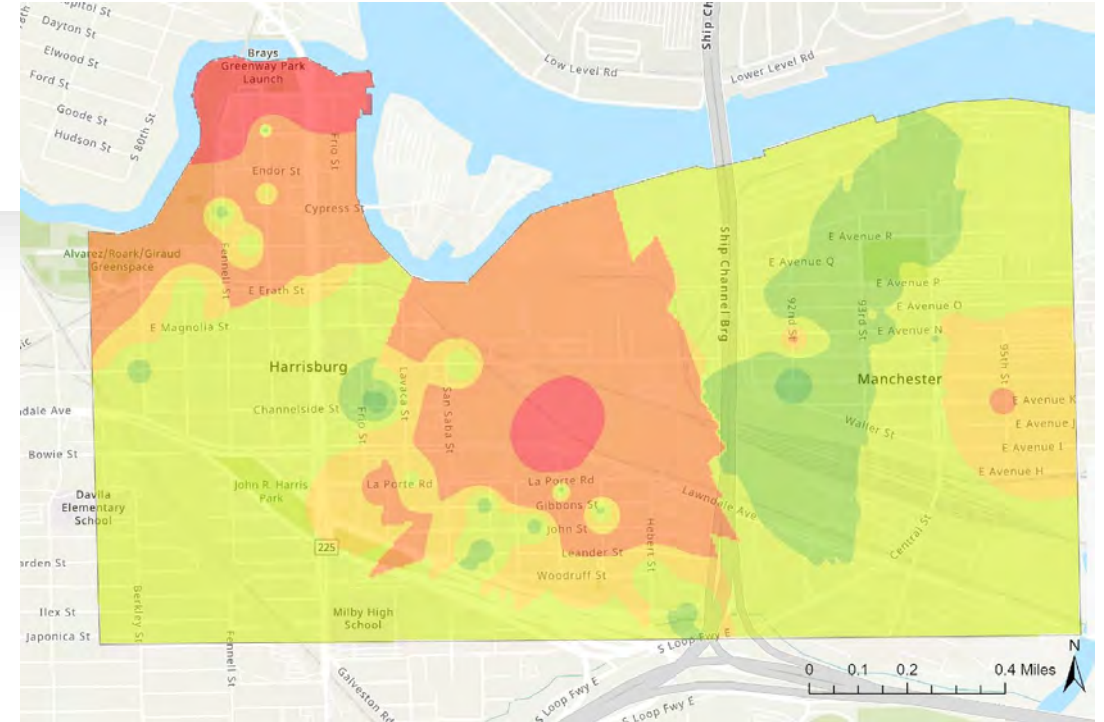 Dayton St
Elwood St
Ford St
Goode St
Hudson St
S 80th St
Brays
Greenway Park
Launch
Ship Ch
Low Level Rd
Lower Level Rd
Frio St
Endor St
Cypress St
Alvarez/Roark/Giraud
Greenspace
Fennell St
E Erath St
E Magnolia St
Harrisburg
Channelside St
Frio St
Lavaca St
San Saba St
Ship Channel Brg
E Avenue R
E Avenue Q
E Avenue P
E Avenue O
E Avenue N
92nd St
93rd St
Manchester
95th St
E Avenue K
E Avenue J
E Avenue I
E Avenue H
Waller St
dale Ave
Bowie St
Davila
Elementary
School
John R. Harris
Park
La Porte Rd
La Porte Rd
Gibbons St
John St
Leander St
Woodruff St
Hebert St
Lawndale Ave
Central St
225
arden St
Ilex St
Japonica St
Berkley St
Fennell St
Milby High
School
Galveston Rd
S Loop Fwy E
S Loop Fwy E
S Loop Fwy E
0 0.1 0.2 0.4 Miles
N